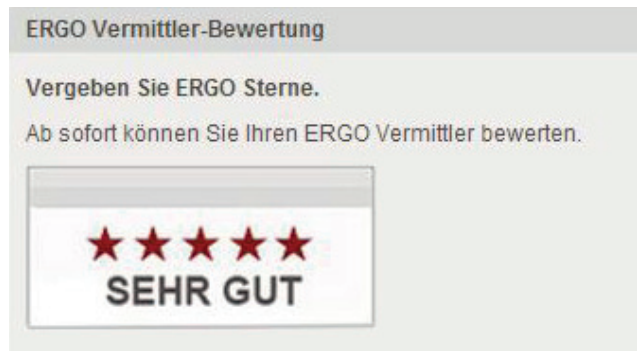 ERGO Vermittler-Bewertung
Vergeben Sie ERGO Sterne.
Ab sofort können Sie Ihren ERGO Vermittler bewerten.
SEHR GUT